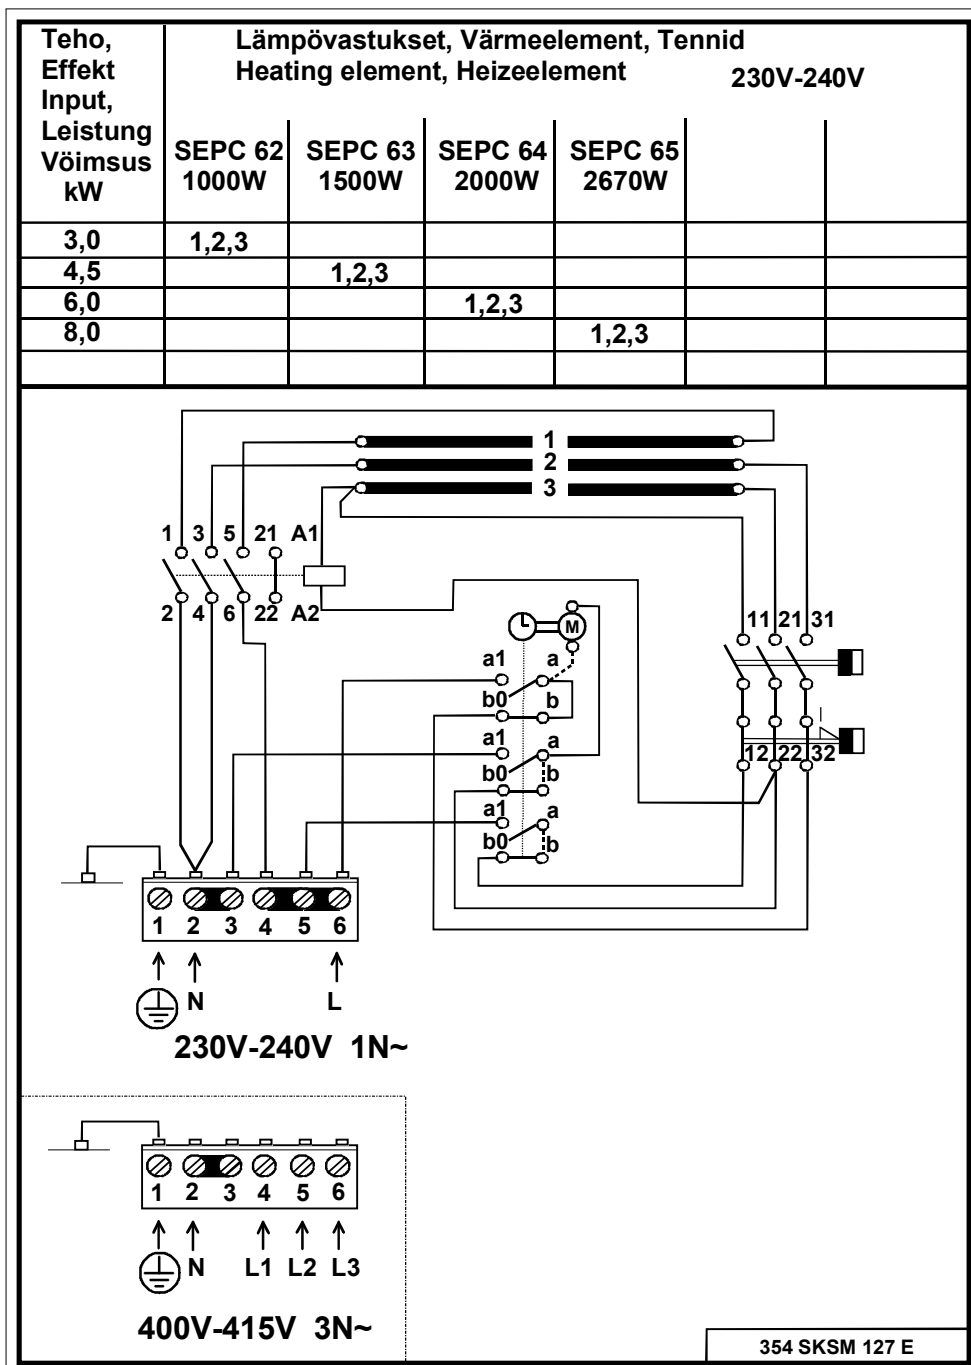 Teho,
Effekt
Input,
Leistung
Vöimsus
kW
Lämpövastukset, Värmeelement, Tennid
Heating element, Heizeelement
230V-240V
SEPC 62
1000W
SEPC 63
1500W
SEPC 64
2000W
SEPC 65
2670W
3,0 1,2,3
4,5 1,2,3
6,0 1,2,3
8,0 1,2,3
1
2
3
1 3 5 21 A1
2 4 6 22 A2
M
11 21 31
12 22 32
a1 a
b0 b
a1 a
b0 b
a1 a
b0 b
1 2 3 4 5 6
N L
230V-240V 1N~
1 2 3 4 5 6
N L1 L2 L3
400V-415V 3N~
354 SKSM 127 E